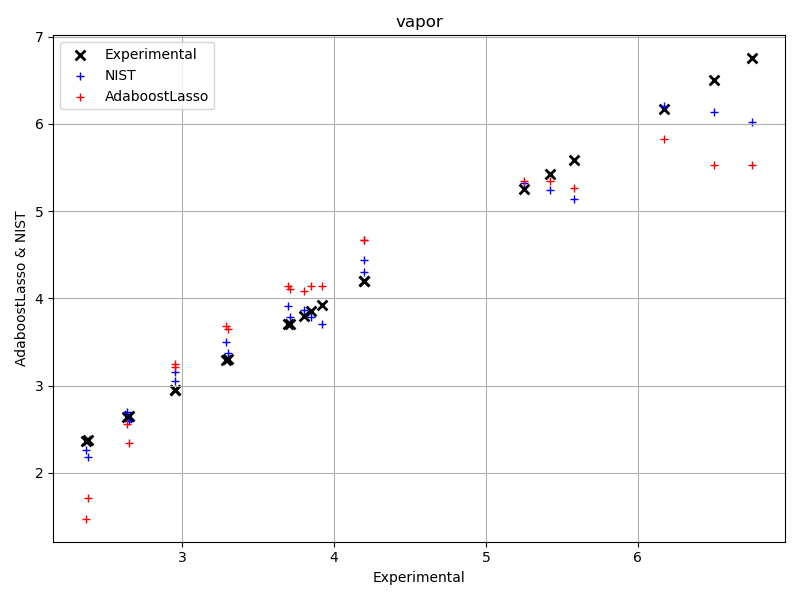 vapor
Experimental
NIST
AdaboostLasso
7
6
5
4
3
2
AdaboostLasso & NIST
3
4
5
6
Experimental